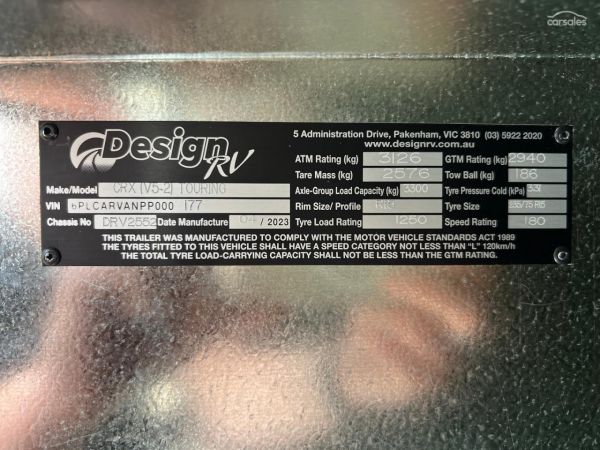 carsales
Design RV
5 Administration Drive, Pakenham, VIC 3810 (03) 5922 2020
www.designrv.com.au
ATM Rating (kg) 3126 GTM Rating (kg) 2940
Tare Mass (kg) 2576 Tow Ball (kg) 186
Make/Model CRX (V5-2) TOURING Axle-Group Load Capacity (kg) 3300 Tyre Pressure Cold (kPa) 331
VIN 6PLCARVANPP000 177 Rim Size/ Profile Tyre Size 235/75 R15
Chassis No DRV2552 Date Manufacture 04 / 2023 Tyre Load Rating 1250 Speed Rating 180
THIS TRAILER WAS MANUFACTURED TO COMPLY WITH THE MOTOR VEHICLE STANDARDS ACT 1989
THE TYRES FITTED TO THIS VEHICLE SHALL HAVE A SPEED CATEGORY NOT LESS THAN "L" 120km/h
THE TOTAL TYRE LOAD-CARRYING CAPACITY SHALL NOT BE LESS THAN THE GTM RATING.